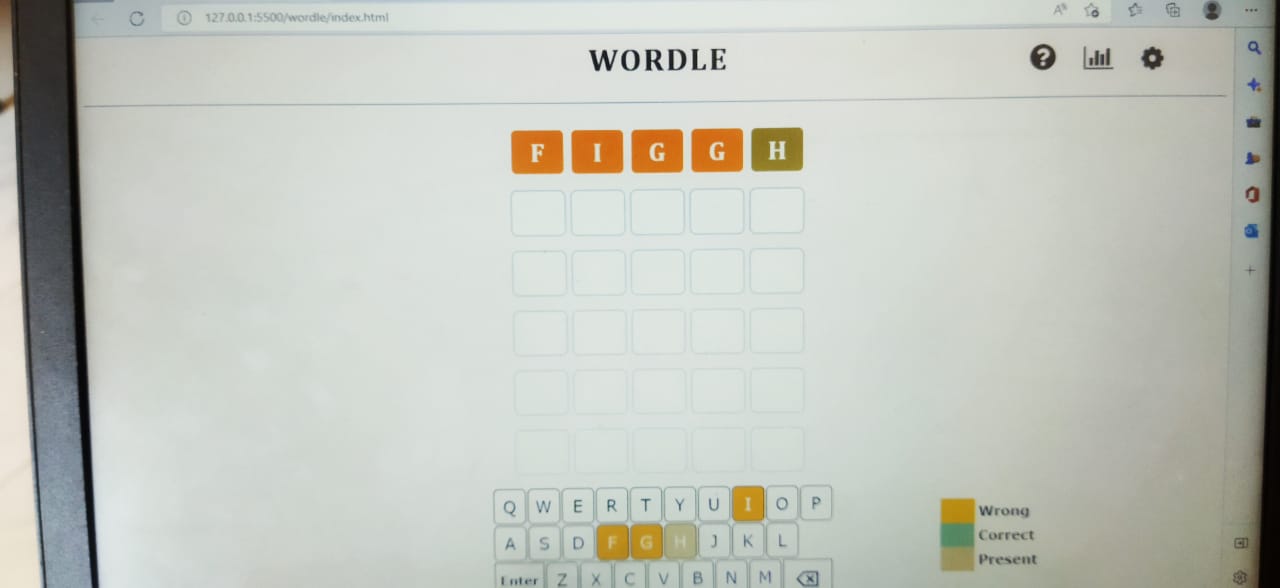 127.0.0.1:5500/wordle/index.html
WORDLE
F I G G H
Q W E R T Y U I O P
A S D F G H J K L
Enter Z X C V B N M
Wrong
Correct
Present